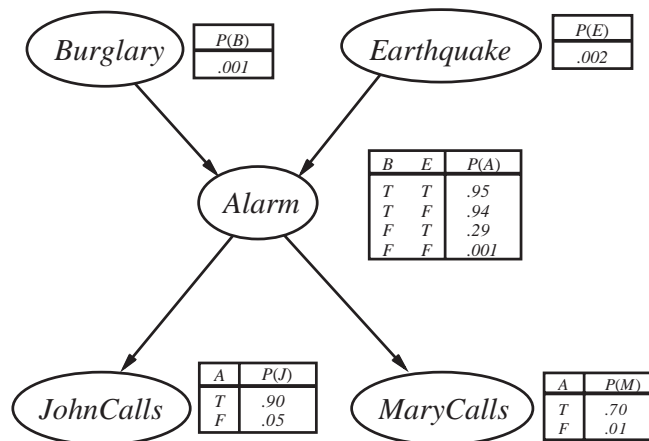 Burglary
P(B)
.001
Earthquake
P(E)
.002
Alarm
B E P(A)
T T .95
T F .94
F T .29
F F .001
JohnCalls
A P(J)
T .90
F .05
MaryCalls
A P(M)
T .70
F .01